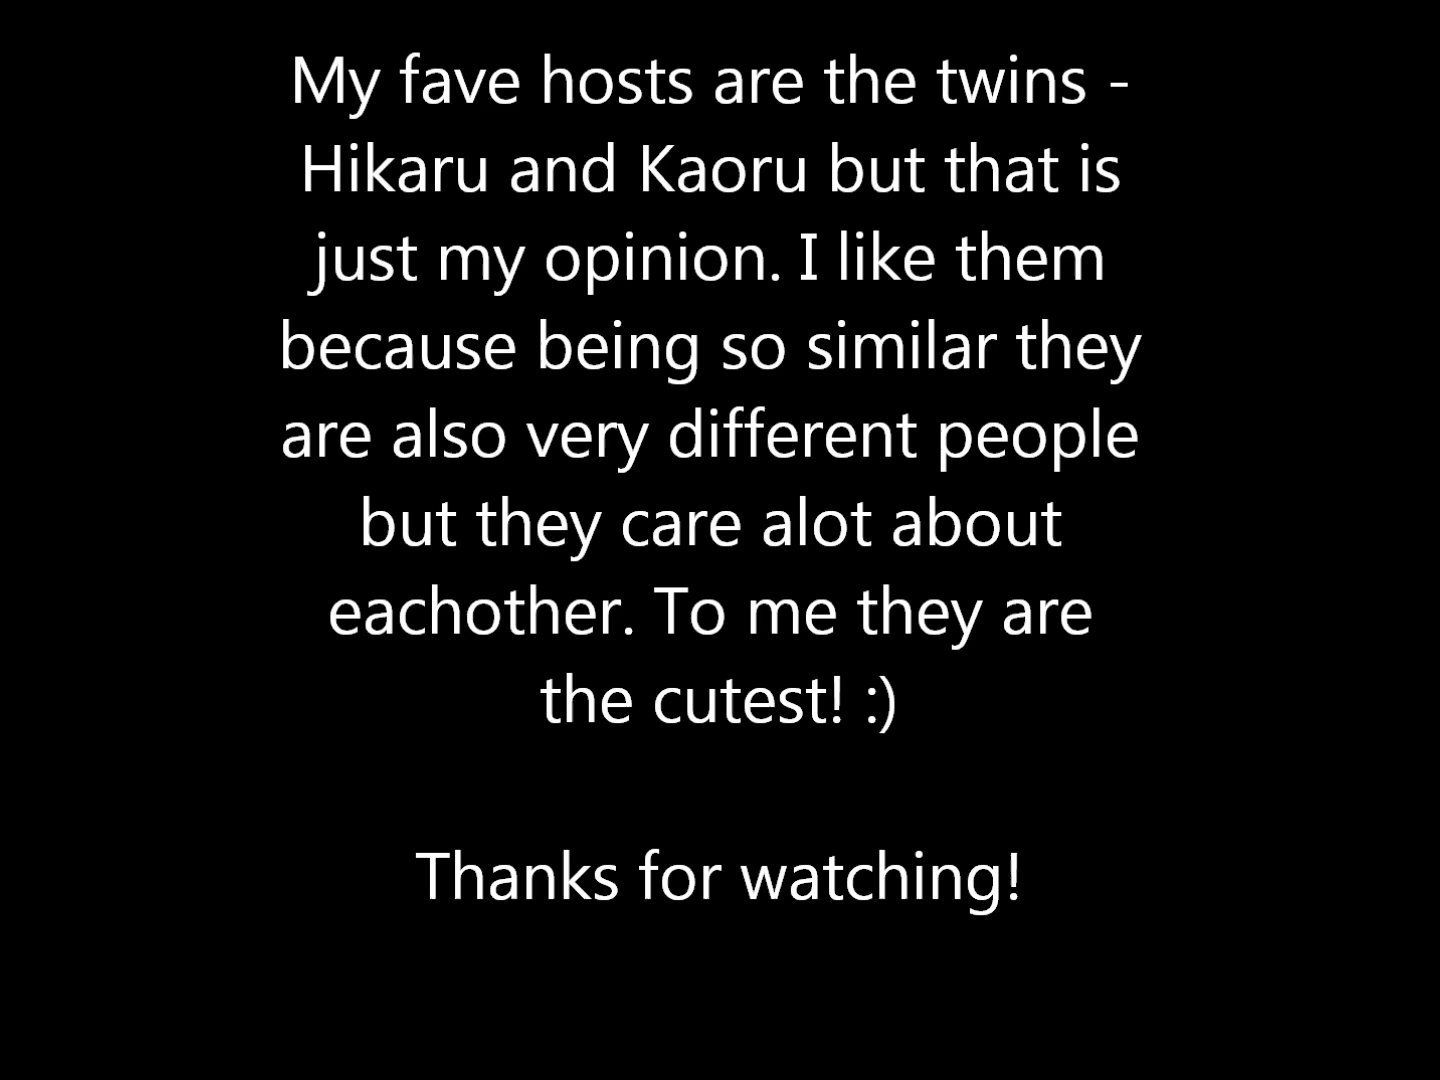 My fave hosts are the twins -
Hikaru and Kaoru but that is
just my opinion. I like them
because being so similar they
are also very different people
but they care alot about
eachother. To me they are
the cutest! :)
Thanks for watching!